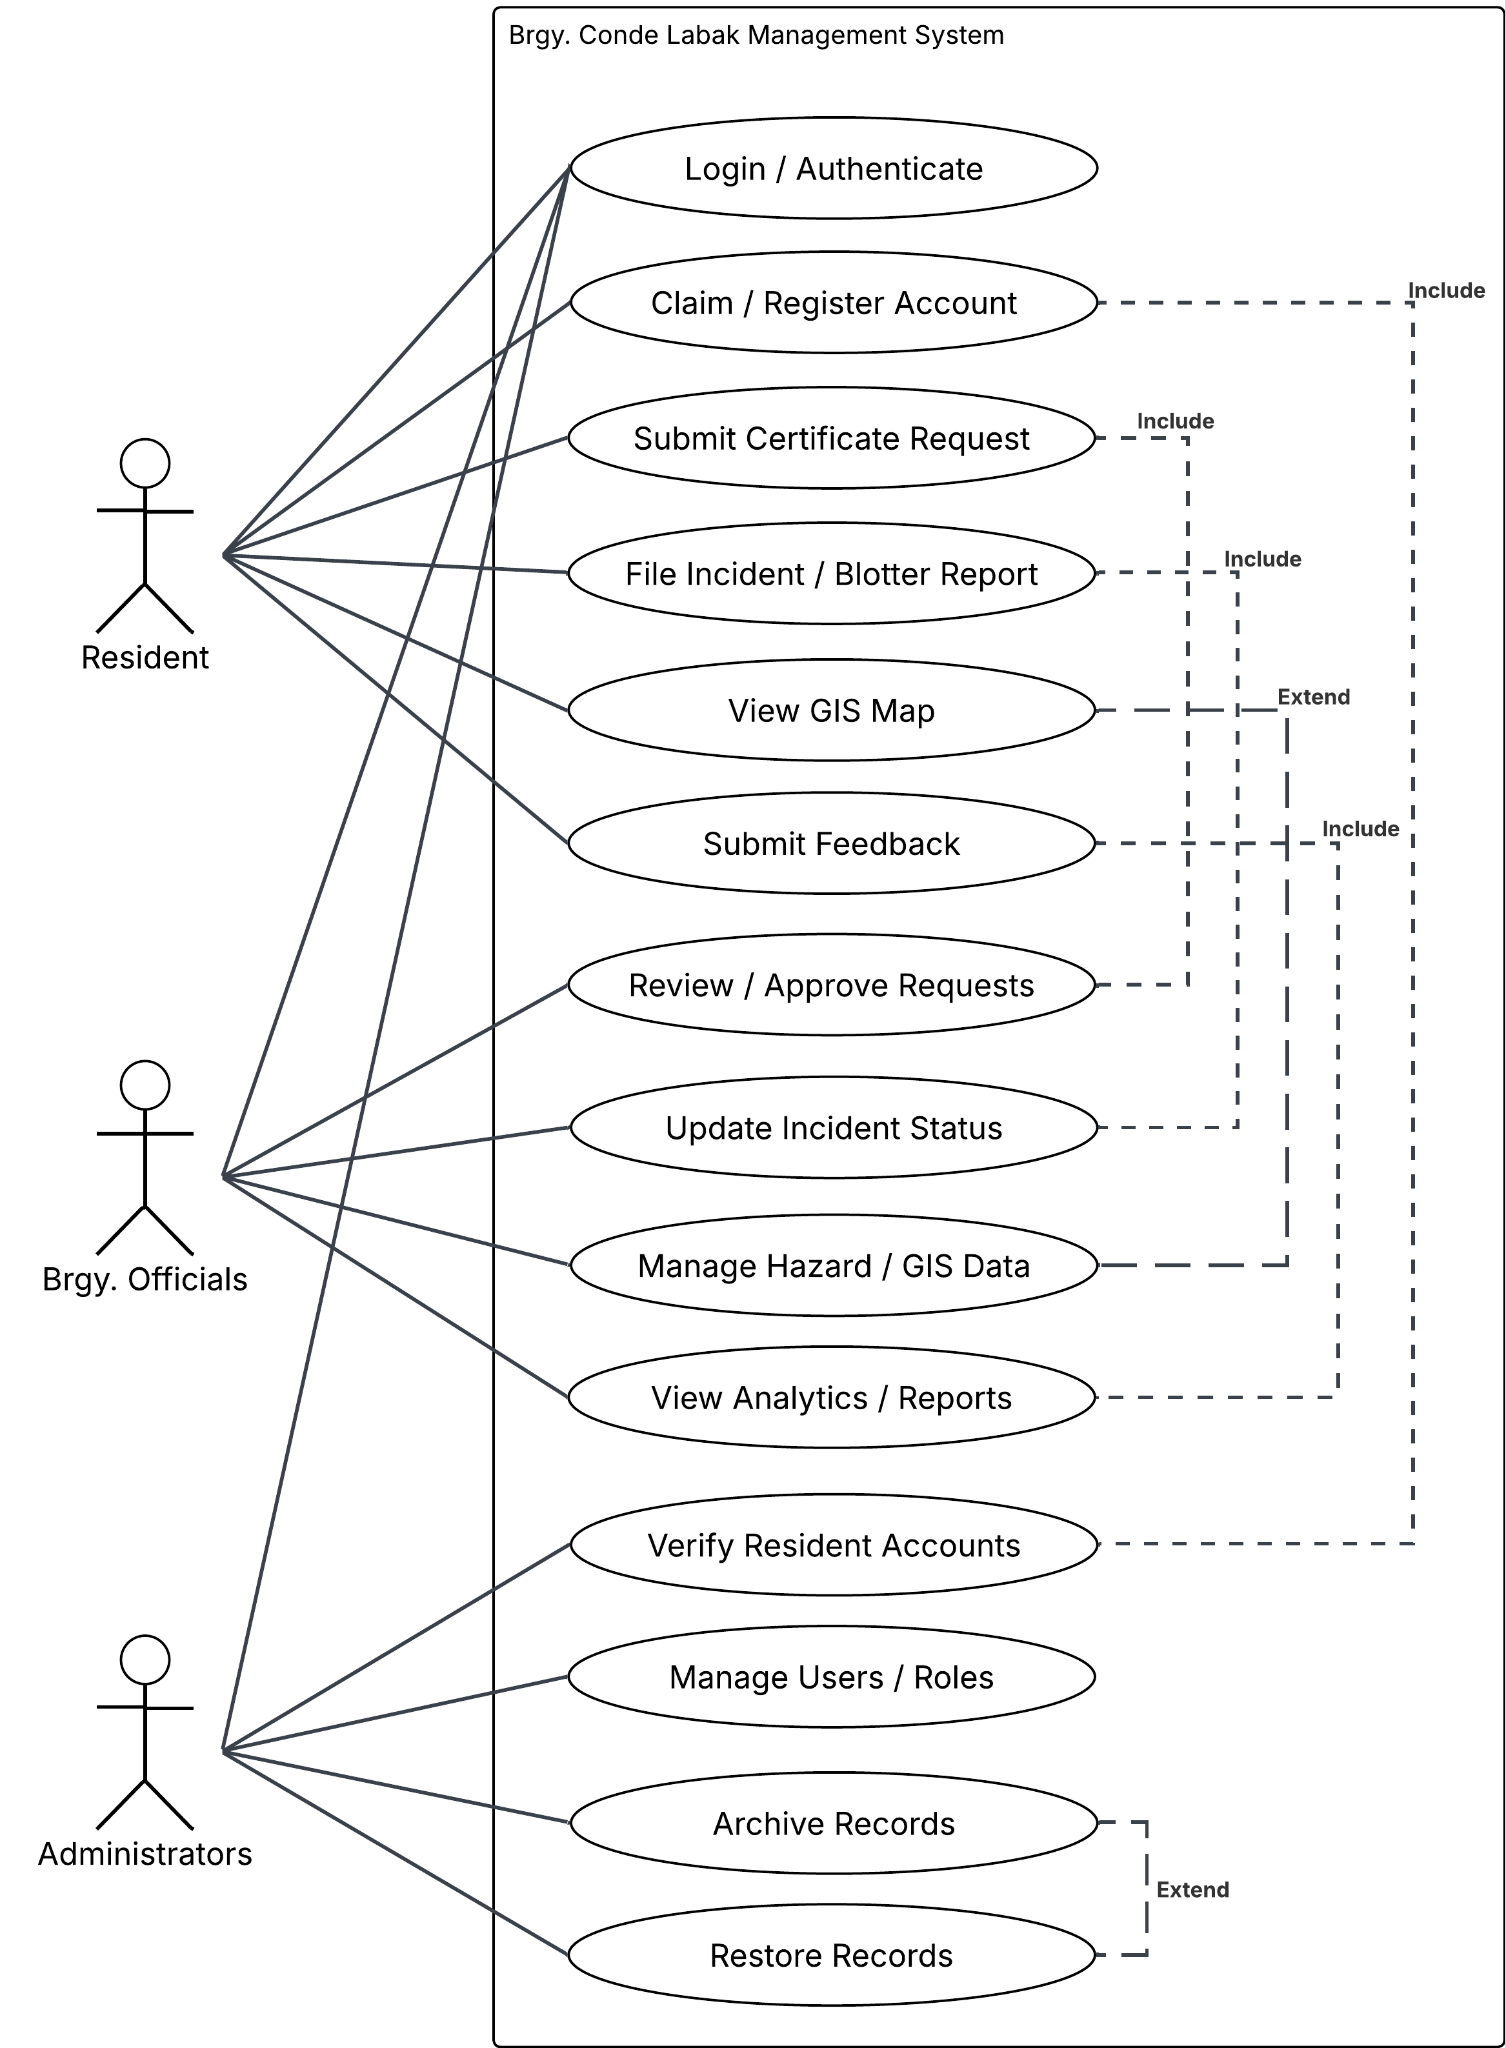 Brgy. Conde Labak Management System
Login / Authenticate
Claim / Register Account
Include
Submit Certificate Request
Include
File Incident / Blotter Report
Include
Resident
View GIS Map
Extend
Submit Feedback
Include
Review / Approve Requests
Update Incident Status
Brgy. Officials
Manage Hazard / GIS Data
View Analytics / Reports
Verify Resident Accounts
Manage Users / Roles
Administrators
Archive Records
Extend
Restore Records